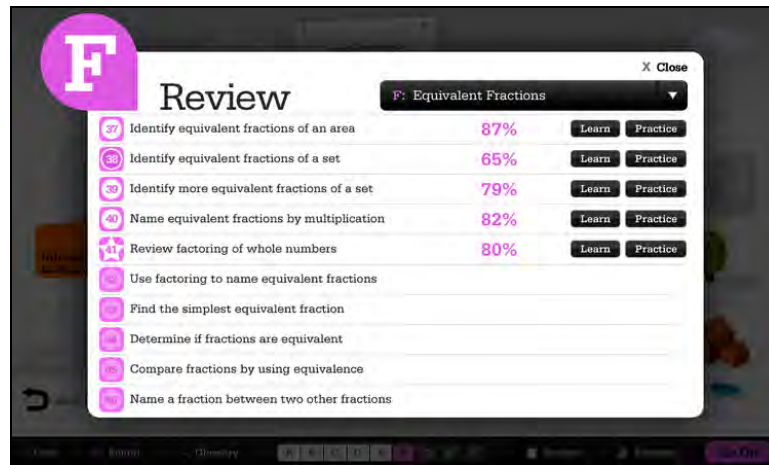 F
X Close
Review
F: Equivalent Fractions
37 Identify equivalent fractions of an area 87% Learn Practice
38 Identify equivalent fractions of a set 65% Learn Practice
39 Identify more equivalent fractions of a set 79% Learn Practice
40 Name equivalent fractions by multiplication 82% Learn Practice
41 Review factoring of whole numbers 80% Learn Practice
Use factoring to name equivalent fractions
Find the simplest equivalent fraction
Determine if fractions are equivalent
Compare fractions by using equivalence
Name a fraction between two other fractions
Glossary
Go On